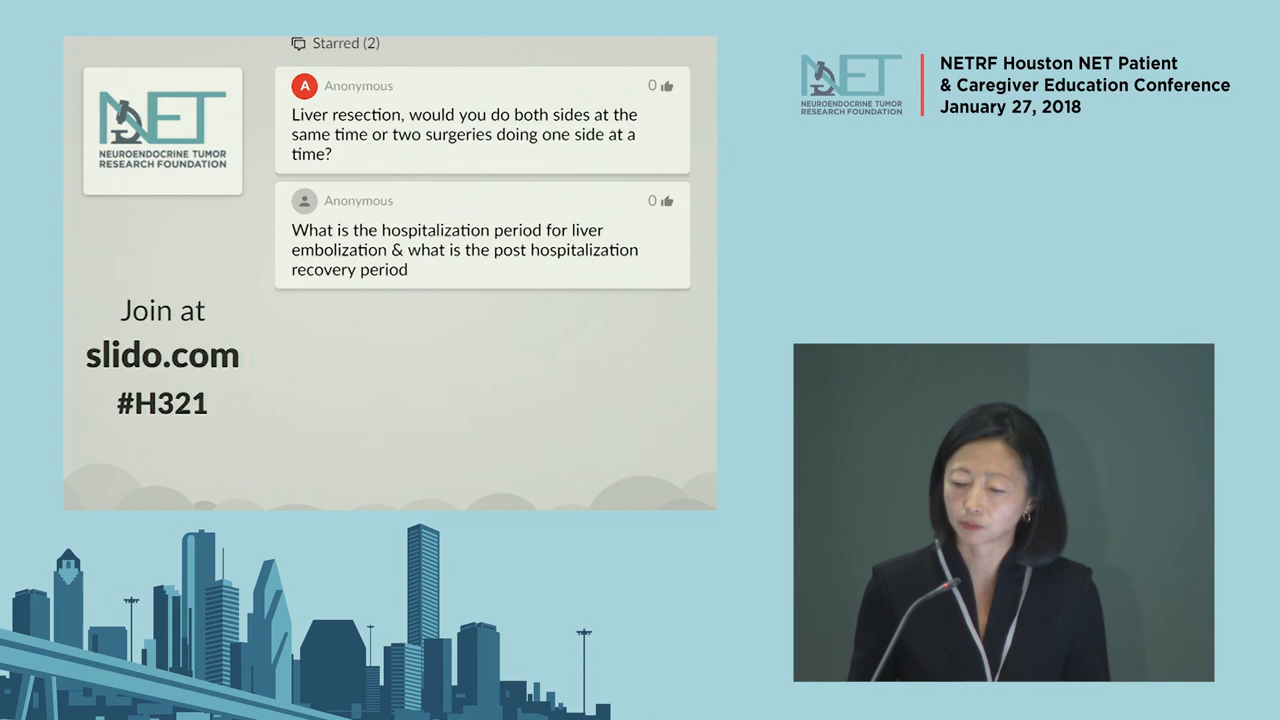 Starred (2)
A
Anonymous
0
Liver resection, would you do both sides at the
same time or two surgeries doing one side at a
time?
Anonymous
0
What is the hospitalization period for liver
embolization & what is the post hospitalization
recovery period
NET
NEUROENDOCRINE TUMOR
RESEARCH FOUNDATION
Join at
slido.com
#H321
NET
NEUROENDOCRINE TUMOR
RESEARCH FOUNDATION
NETRF Houston NET Patient
& Caregiver Education Conference
January 27, 2018